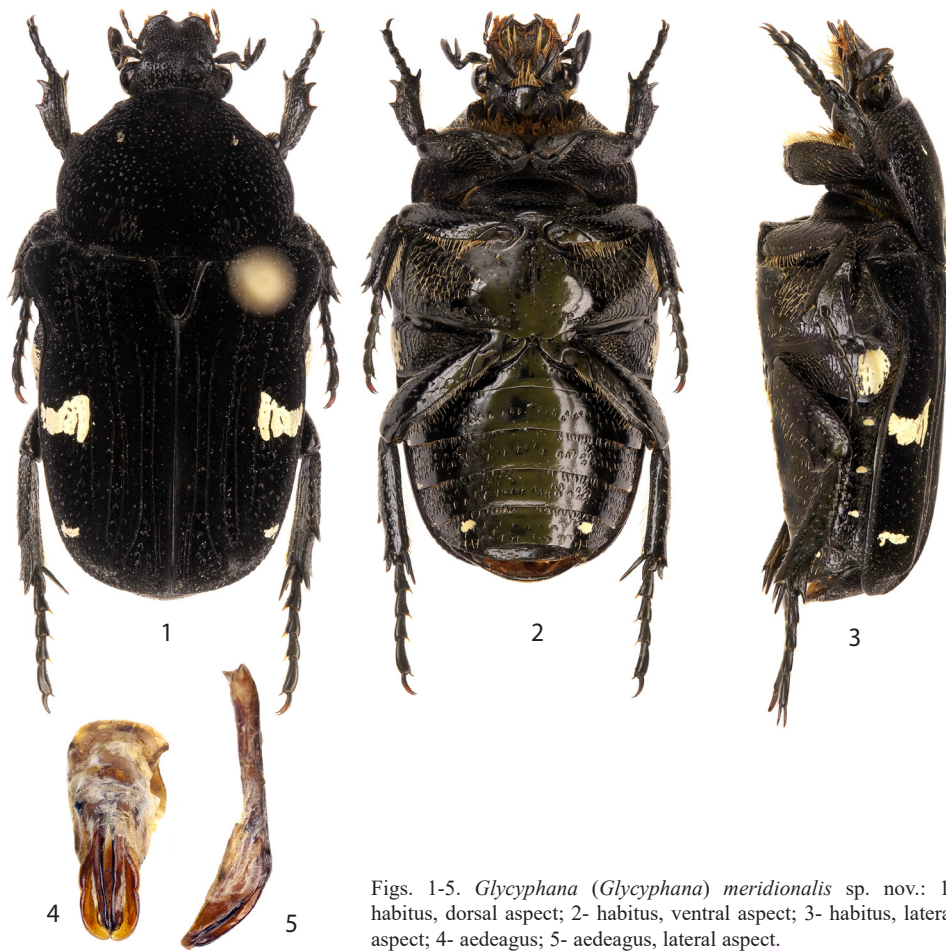 1
2
3
4
5
Figs. 1-5. Glycyphana (Glycyphana) meridionalis sp. nov.: 1
habitus, dorsal aspect; 2- habitus, ventral aspect; 3- habitus, latera
aspect; 4- aedeagus; 5- aedeagus, lateral aspect.